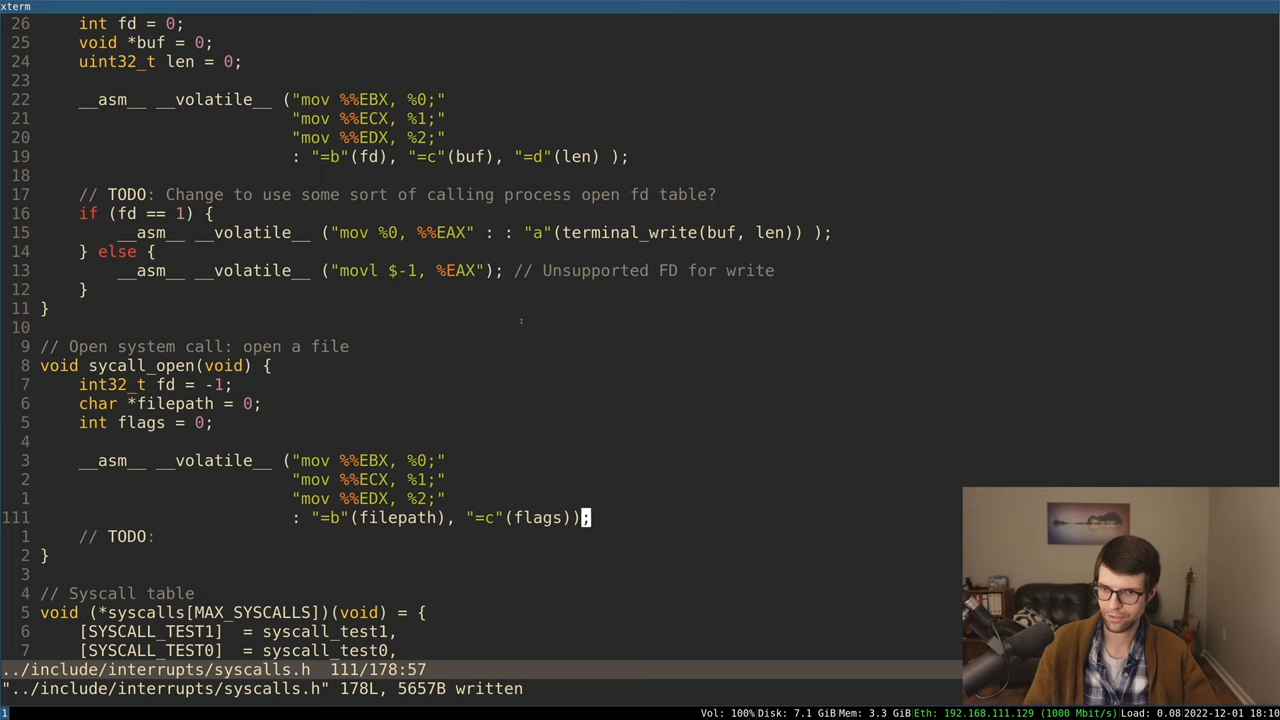 xterm
26     int fd = 0;
25     void *buf = 0;
24     uint32_t len = 0;
23
22     __asm__ __volatile__ ("mov %%EBX, %0;"
21                           "mov %%ECX, %1;"
20                           "mov %%EDX, %2;"
19                           : "=b"(fd), "=c"(buf), "=d"(len) );
18
17     // TODO: Change to use some sort of calling process open fd table?
16     if (fd == 1) {
15         __asm__ __volatile__ ("mov %0, %%EAX" : : "a"(terminal_write(buf, len)) );
14     } else {
13         __asm__ __volatile__ ("movl $-1, %EAX"); // Unsupported FD for write
12     }
11 }
10
9 // Open system call: open a file
8 void sycall_open(void) {
7     int32_t fd = -1;
6     char *filepath = 0;
5     int flags = 0;
4
3     __asm__ __volatile__ ("mov %%EBX, %0;"
2                           "mov %%ECX, %1;"
1                           "mov %%EDX, %2;"
111                           : "=b"(filepath), "=c"(flags));
1     // TODO:
2 }
3
4 // Syscall table
5 void (*syscalls[MAX_SYSCALLS])(void) = {
6     [SYSCALL_TEST1]  = syscall_test1,
7     [SYSCALL_TEST0]  = syscall_test0,
../include/interrupts/syscalls.h  111/178:57
"../include/interrupts/syscalls.h" 178L, 5657B written
1 Vol: 100% Disk: 7.1 GiB Mem: 3.3 GiB Eth: 192.168.111.129 (1000 Mbit/s) Load: 0.08 2022-12-01 18:10